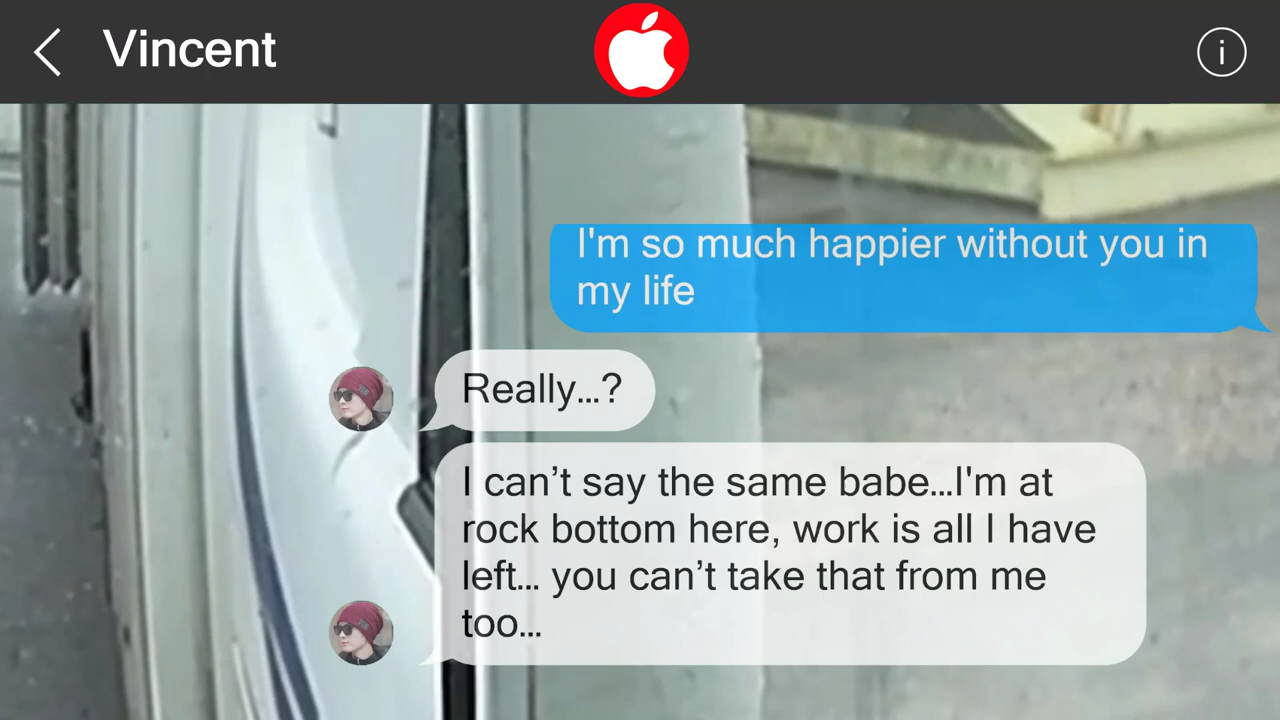 Vincent
i
I'm so much happier without you in
my life
Really...?
I can’t say the same babe...I'm at
rock bottom here, work is all I have
left... you can’t take that from me
too...